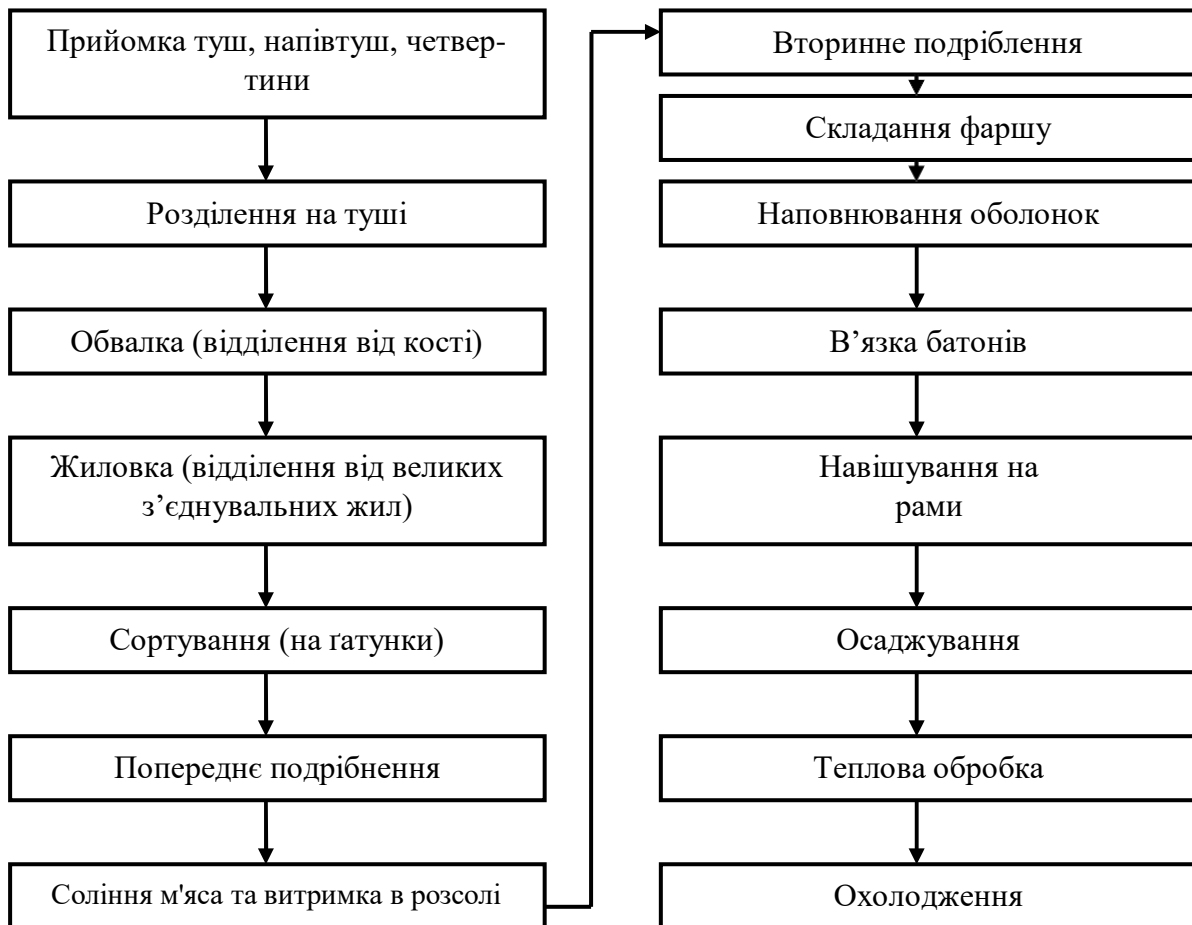 Прийомка туш, напівтуш, четвер-
тини
Розділення на туші
Обвалка (відділення від кості)
Жиловка (відділення від великих
з’єднувальних жил)
Сортування (на ґатунки)
Попереднє подрібнення
Соління м'яса та витримка в розсолі
Вторинне подріблення
Складання фаршу
Наповнювання оболонок
В’язка батонів
Навішування на
рами
Осаджування
Теплова обробка
Охолодження